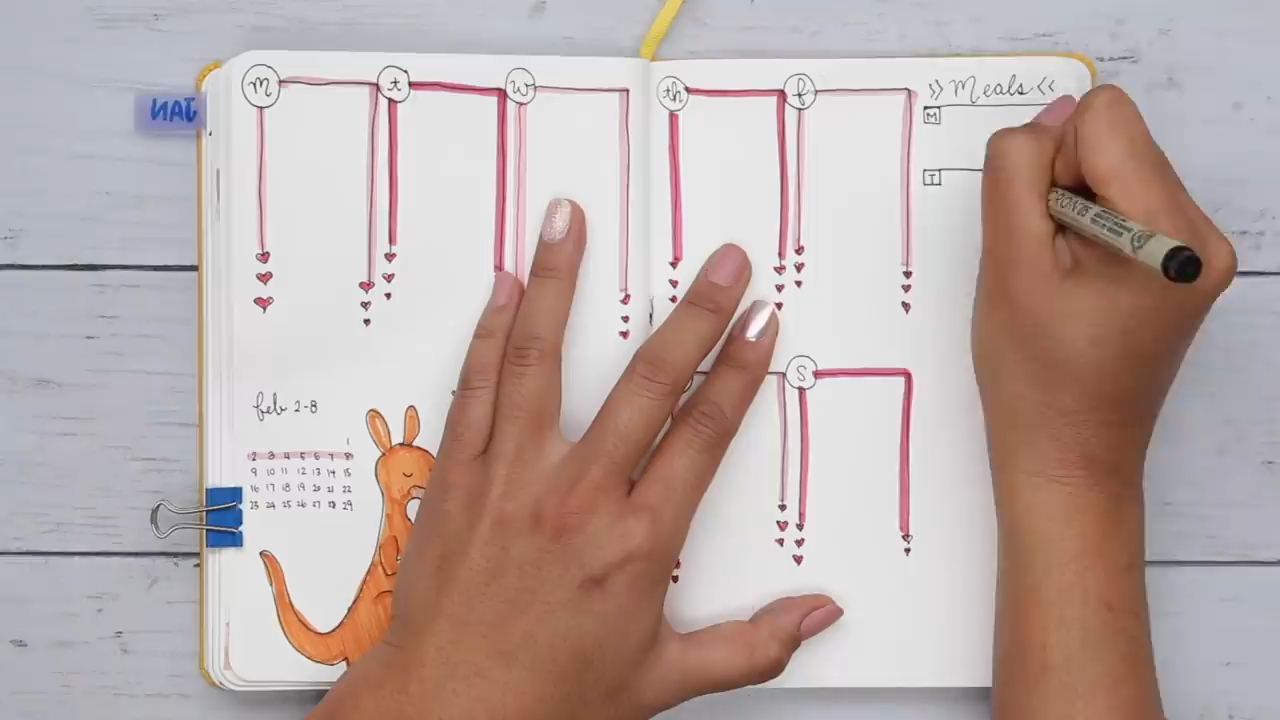 JAN
m
t
w
th
f
>> Meals <<
M
T
S
feb 2-8
1
2 3 4 5 6 7 8
9 10 11 12 13 14 15
16 17 18 19 20 21 22
23 24 25 26 27 28 29